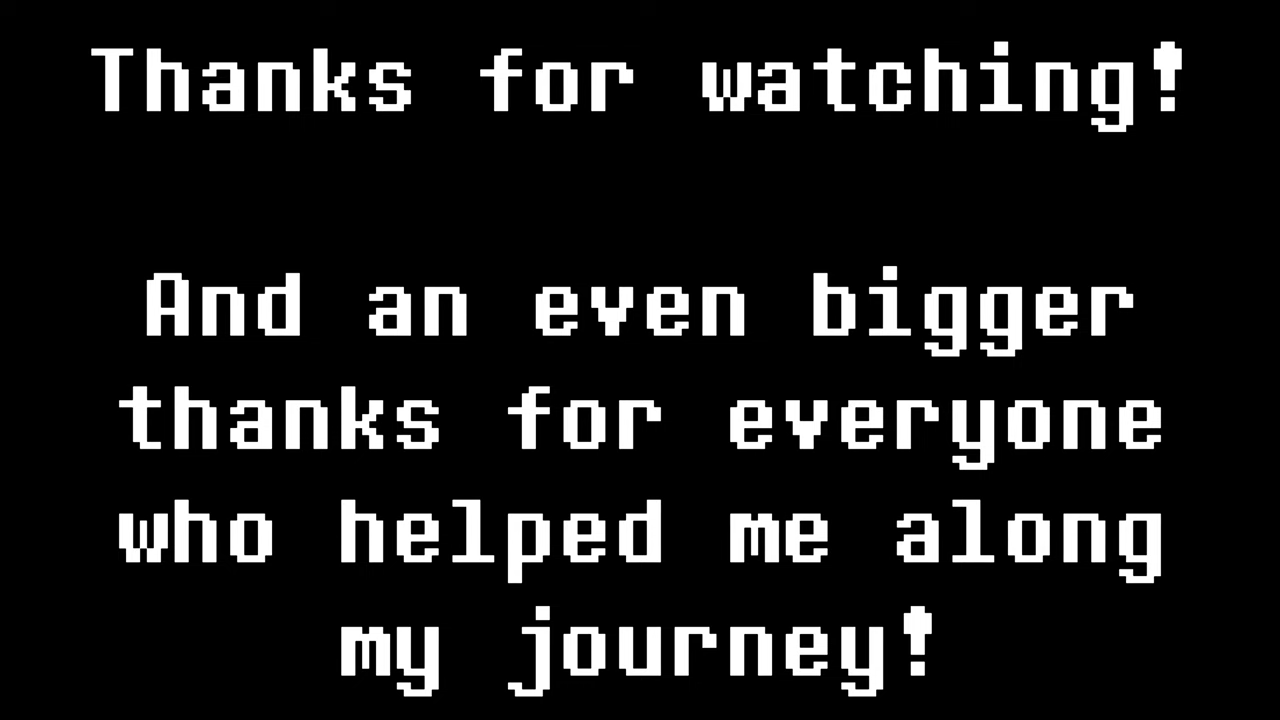 Thanks for watching!
And an even bigger
thanks for everyone
who helped me along
my journey!